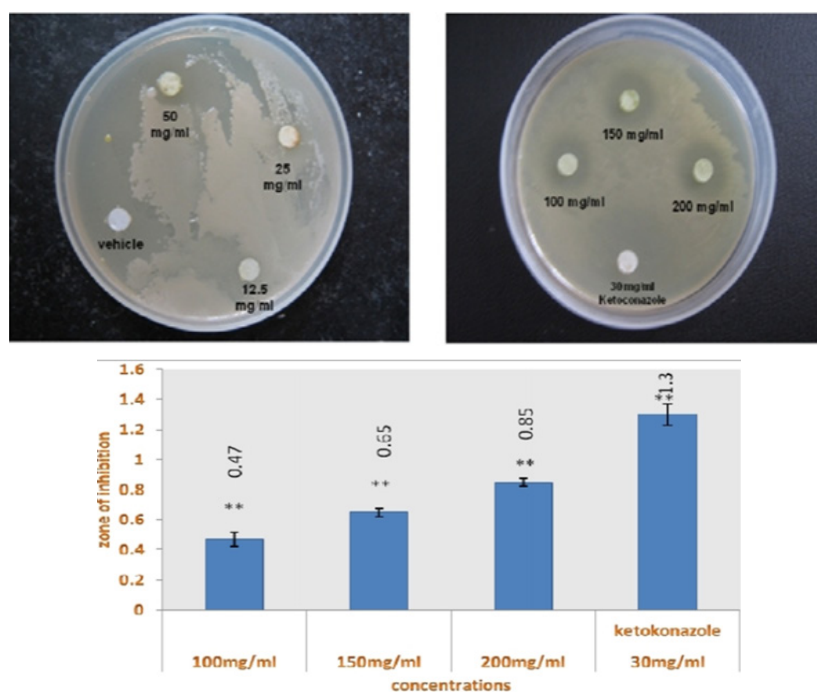 50
mg/ml
25
mg/ml
vehicle
12.5
mg/ml
150 mg/ml
100 mg/ml
200 mg/ml
30mg/ml
Ketoconazole
1.6
1.4
1.2
1
0.8
0.6
0.4
0.2
0
zone of inhibition
0.47
**
0.65
**
0.85
**
**1.3
ketokonazole
100mg/ml
150mg/ml
200mg/ml
30mg/ml
concentrations